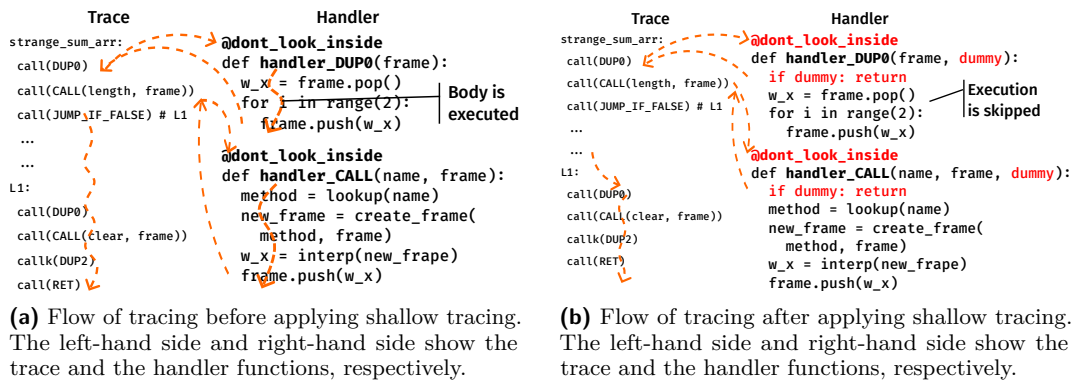 Trace
strange_sum_arr:
call(DUP0)
call(CALL(length, frame))
call(JUMP_IF_FALSE) # L1
...
...
L1:
call(DUP0)
call(CALL(clear, frame))
callk(DUP2)
call(RET)
Handler
@dont_look_inside
def handler_DUP0(frame):
w_x = frame.pop()
for i in range(2):
frame.push(w_x)
Body is
executed
@dont_look_inside
def handler_CALL(name, frame):
method = lookup(name)
new_frame = create_frame(
method, frame)
w_x = interp(new_frape)
frame.push(w_x)
(a) Flow of tracing before applying shallow tracing.
The left-hand side and right-hand side show the
trace and the handler functions, respectively.
Trace
strange_sum_arr:
call(DUP0)
call(CALL(length, frame))
call(JUMP_IF_FALSE) # L1
...
...
L1:
call(DUP0)
call(CALL(clear, frame))
callk(DUP2)
call(RET)
Handler
@dont_look_inside
def handler_DUP0(frame, dummy):
if dummy: return
w_x = frame.pop()
for i in range(2):
frame.push(w_x)
Execution
is skipped
@dont_look_inside
def handler_CALL(name, frame, dummy):
if dummy: return
method = lookup(name)
new_frame = create_frame(
method, frame)
w_x = interp(new_frape)
frame.push(w_x)
(b) Flow of tracing after applying shallow tracing.
The left-hand side and right-hand side show the
trace and the handler functions, respectively.